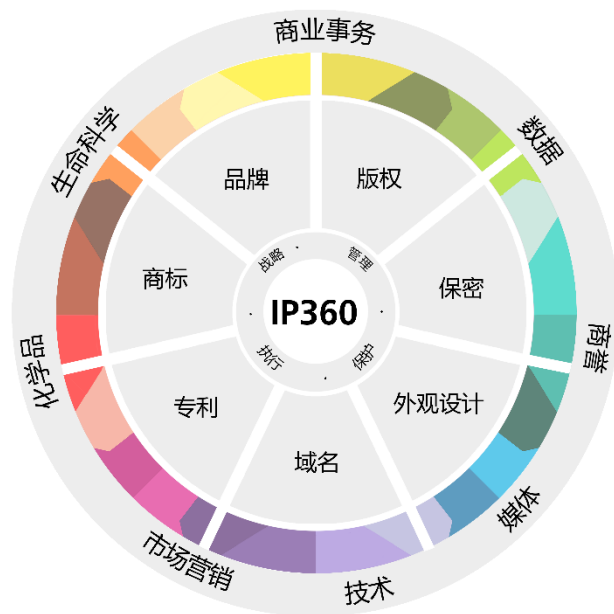 商业事务
生命科学
数据
品牌
版权
战略
管理
商标
保密
IP360
化学品
商誉
执行
保护
专利
外观设计
域名
媒体
市场营销
技术